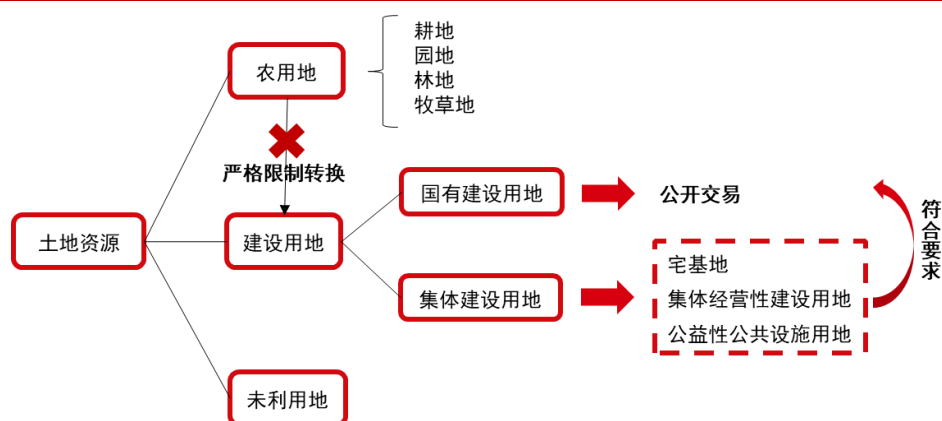 耕地
园地
林地
牧草地
农用地
严格限制转换
国有建设用地
公开交易
符合要求
土地资源
建设用地
宅基地
集体建设用地
集体经营性建设用地
公益性公共设施用地
未利用地